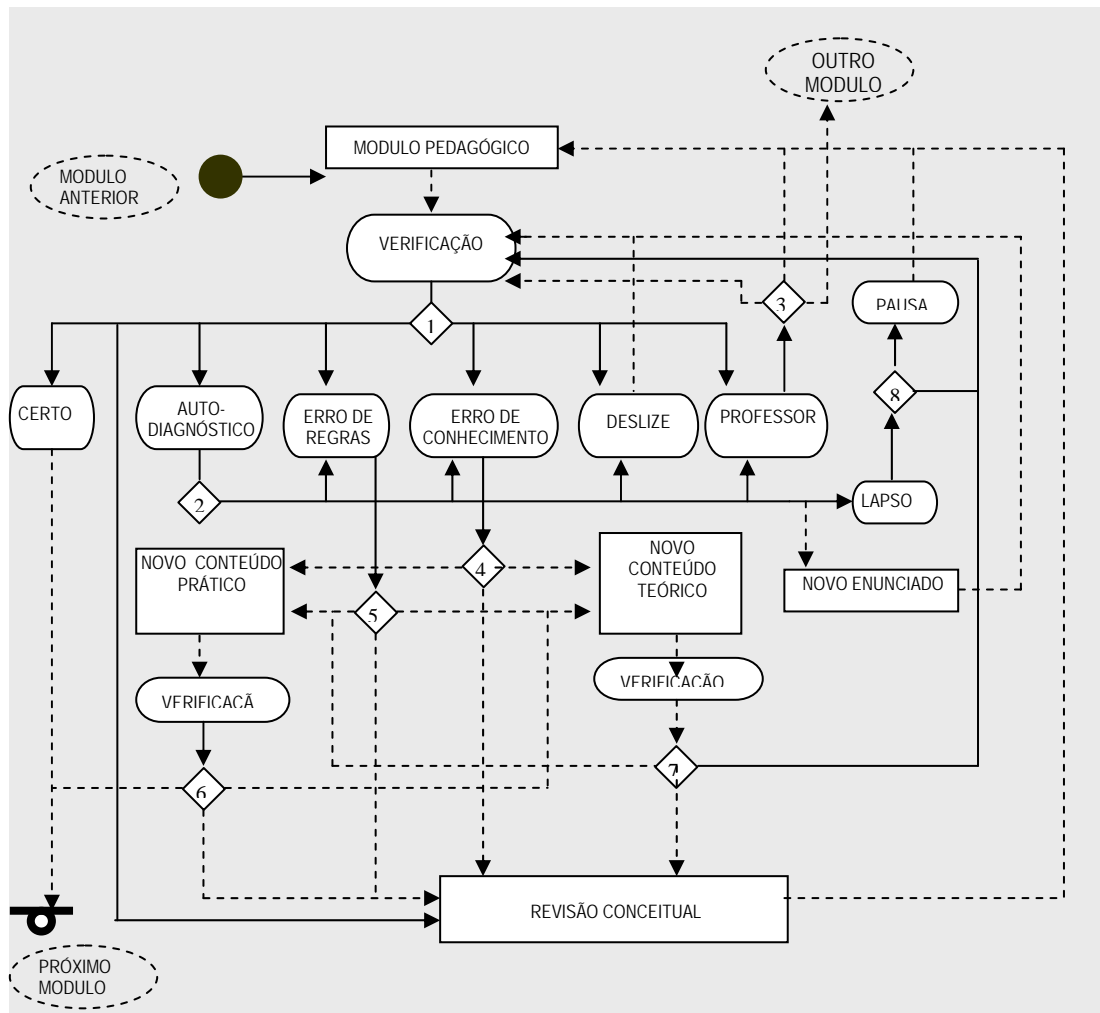 OUTRO
MODULO
MODULO PEDAGÓGICO
MODULO
ANTERIOR
VERIFICAÇÃO
3
PAUSA
1
8
CERTO
AUTO-
DIAGNÓSTICO
ERRO DE
REGRAS
ERRO DE
CONHECIMENTO
DESLIZE
PROFESSOR
2
LAPSO
NOVO CONTEÚDO
PRÁTICO
4
NOVO
CONTEÚDO
TEÓRICO
NOVO ENUNCIADO
5
VERIFICAÇÃO
VERIFICAÇÃ
7
6
REVISÃO CONCEITUAL
PRÓXIMO
MODULO